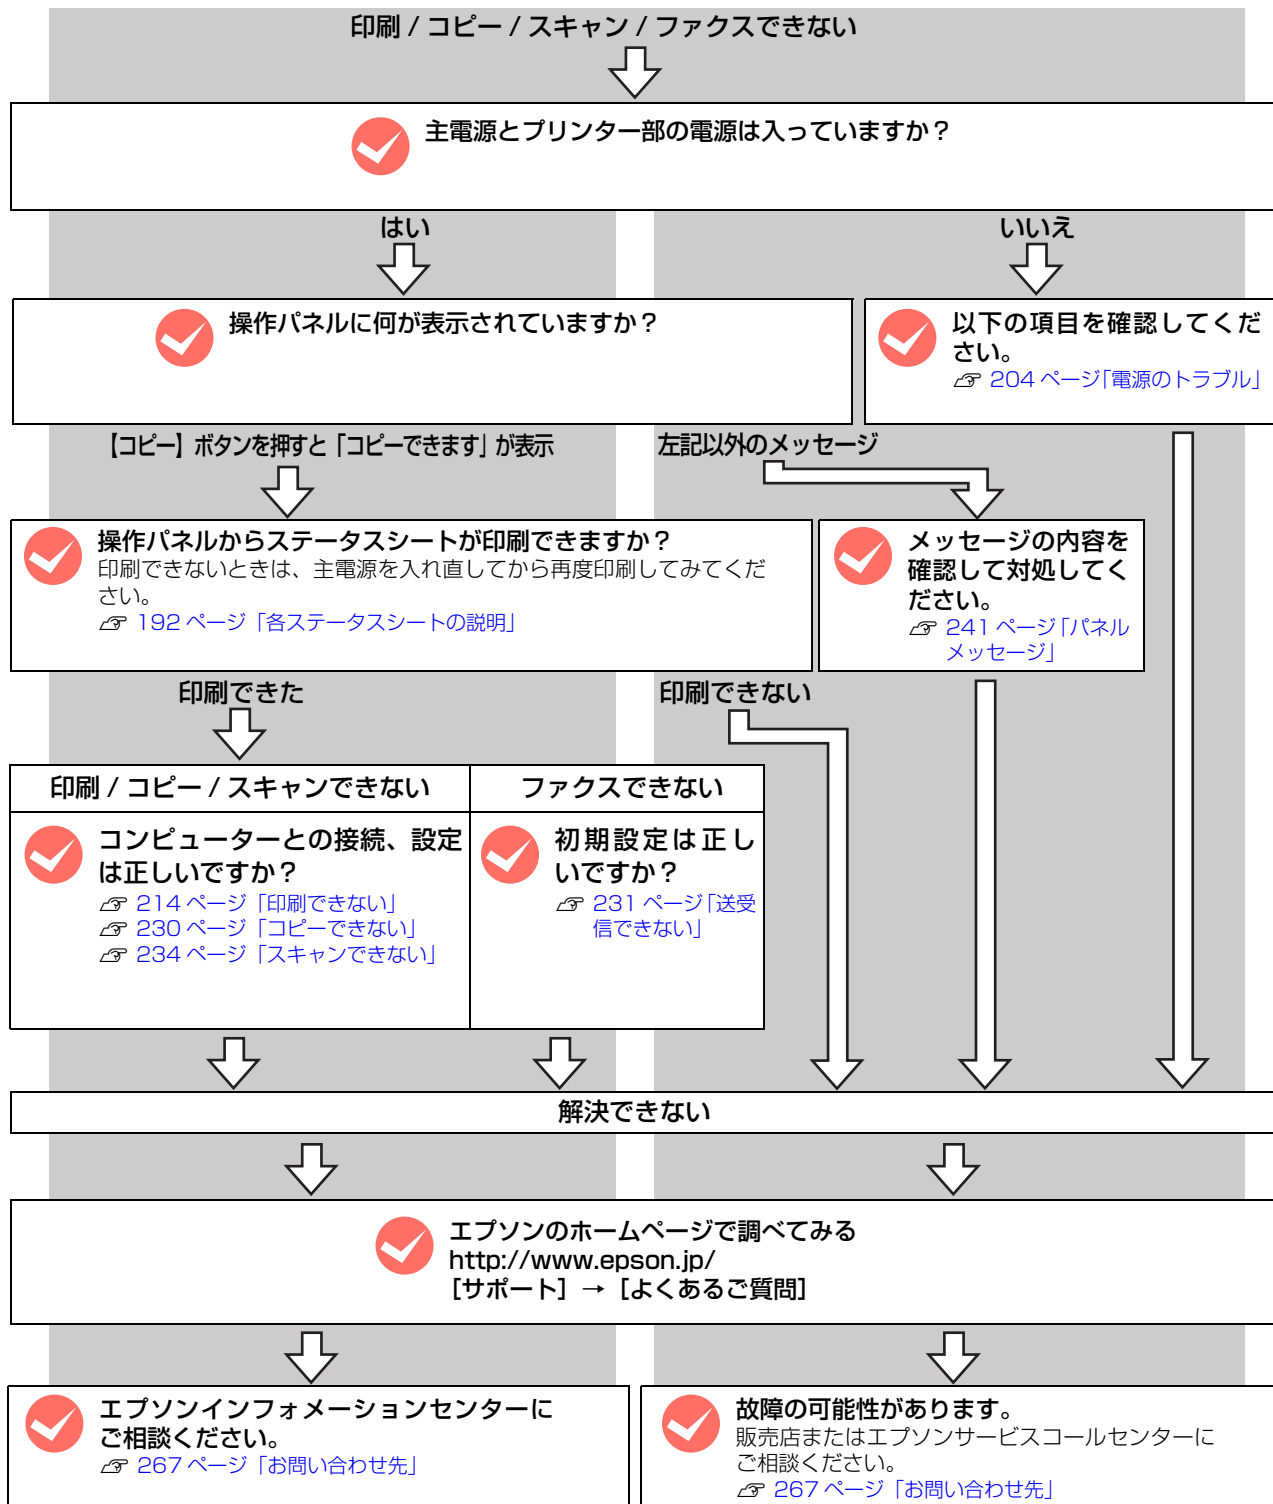 印刷 / コピー / スキャン / ファクスできない
主電源とプリンター部の電源は入っていますか？
はい
いいえ
操作パネルに何が表示されていますか？
以下の項目を確認してくだ
さい。
204 ページ「電源のトラブル」
【コピー】ボタンを押すと「コピーできます」が表示
左記以外のメッセージ
操作パネルからステータスシートが印刷できますか？
印刷できないときは、主電源を入れ直してから再度印刷してみてくだ
さい。
192 ページ「各ステータスシートの説明」
メッセージの内容を
確認して対処してく
ださい。
241 ページ「パネル
メッセージ」
印刷できた
印刷できない
印刷 / コピー / スキャンできない
ファクスできない
コンピューターとの接続、設定
は正しいですか？
214 ページ「印刷できない」
230 ページ「コピーできない」
234 ページ「スキャンできない」
初期設定は正し
いですか？
231 ページ「送受
信できない」
解決できない
エプソンのホームページで調べてみる
http://www.epson.jp/
［サポート］→［よくあるご質問］
エプソンインフォメーションセンターに
ご相談ください。
267 ページ「お問い合わせ先」
故障の可能性があります。
販売店またはエプソンサービスコールセンターに
ご相談ください。
267 ページ「お問い合わせ先」